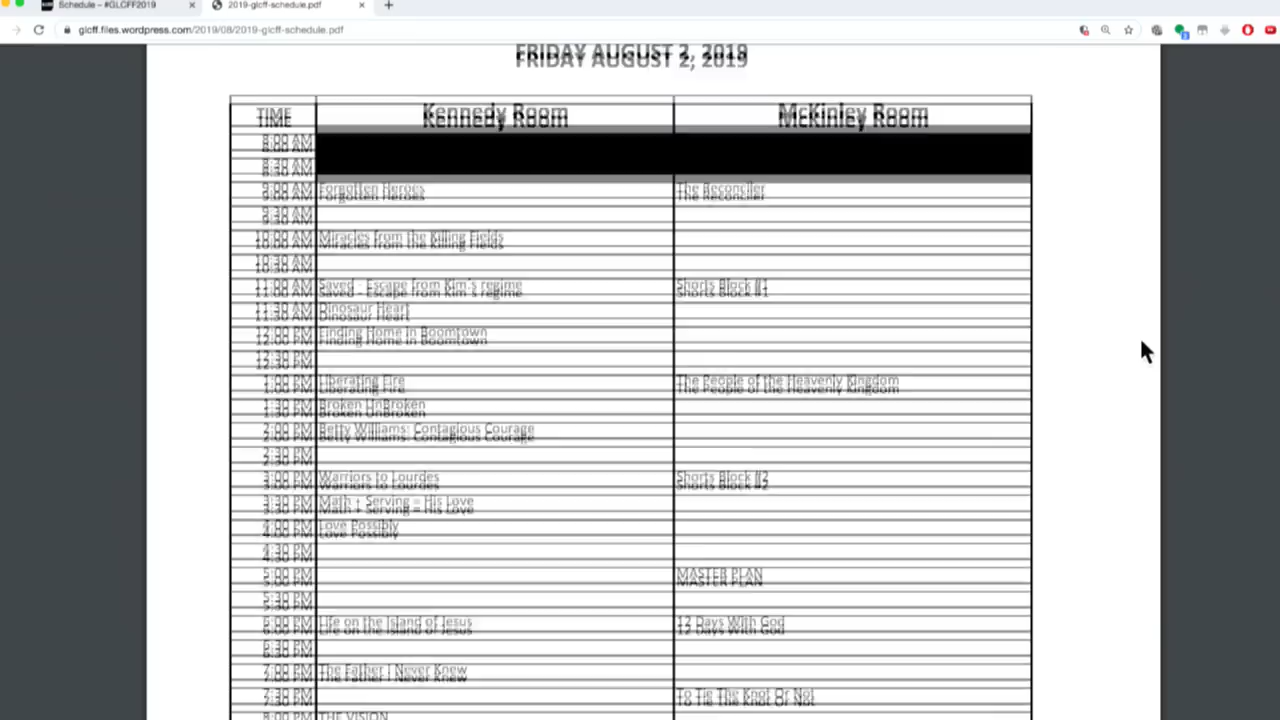 Schedule – #GLCFF2019
2019-glcff-schedule.pdf
glcff.files.wordpress.com/2019/08/2019-glcff-schedule.pdf
FRIDAY AUGUST 2, 2019
TIME Kennedy Room McKinley Room
8:00 AM
8:30 AM
9:00 AM Forgotten Heroes The Reconciler
9:30 AM
10:00 AM Miracles from the Killing Fields
10:30 AM
11:00 AM Saved - Escape from Kim's regime Shorts Block #1
11:30 AM Dinosaur Heart
12:00 PM Finding Home In Boomtown
12:30 PM
1:00 PM Liberating Fire The People of the Heavenly Kingdom
1:30 PM Broken UnBroken
2:00 PM Betty Williams: Contagious Courage
2:30 PM
3:00 PM Warriors to Lourdes Shorts Block #2
3:30 PM Math + Serving = His Love
4:00 PM Love Possibly
4:30 PM
5:00 PM MASTER PLAN
5:30 PM
6:00 PM Life on the Island of Jesus 12 Days With God
6:30 PM
7:00 PM The Father I Never Knew
7:30 PM To Tie The Knot Or Not
8:00 PM THE VISION